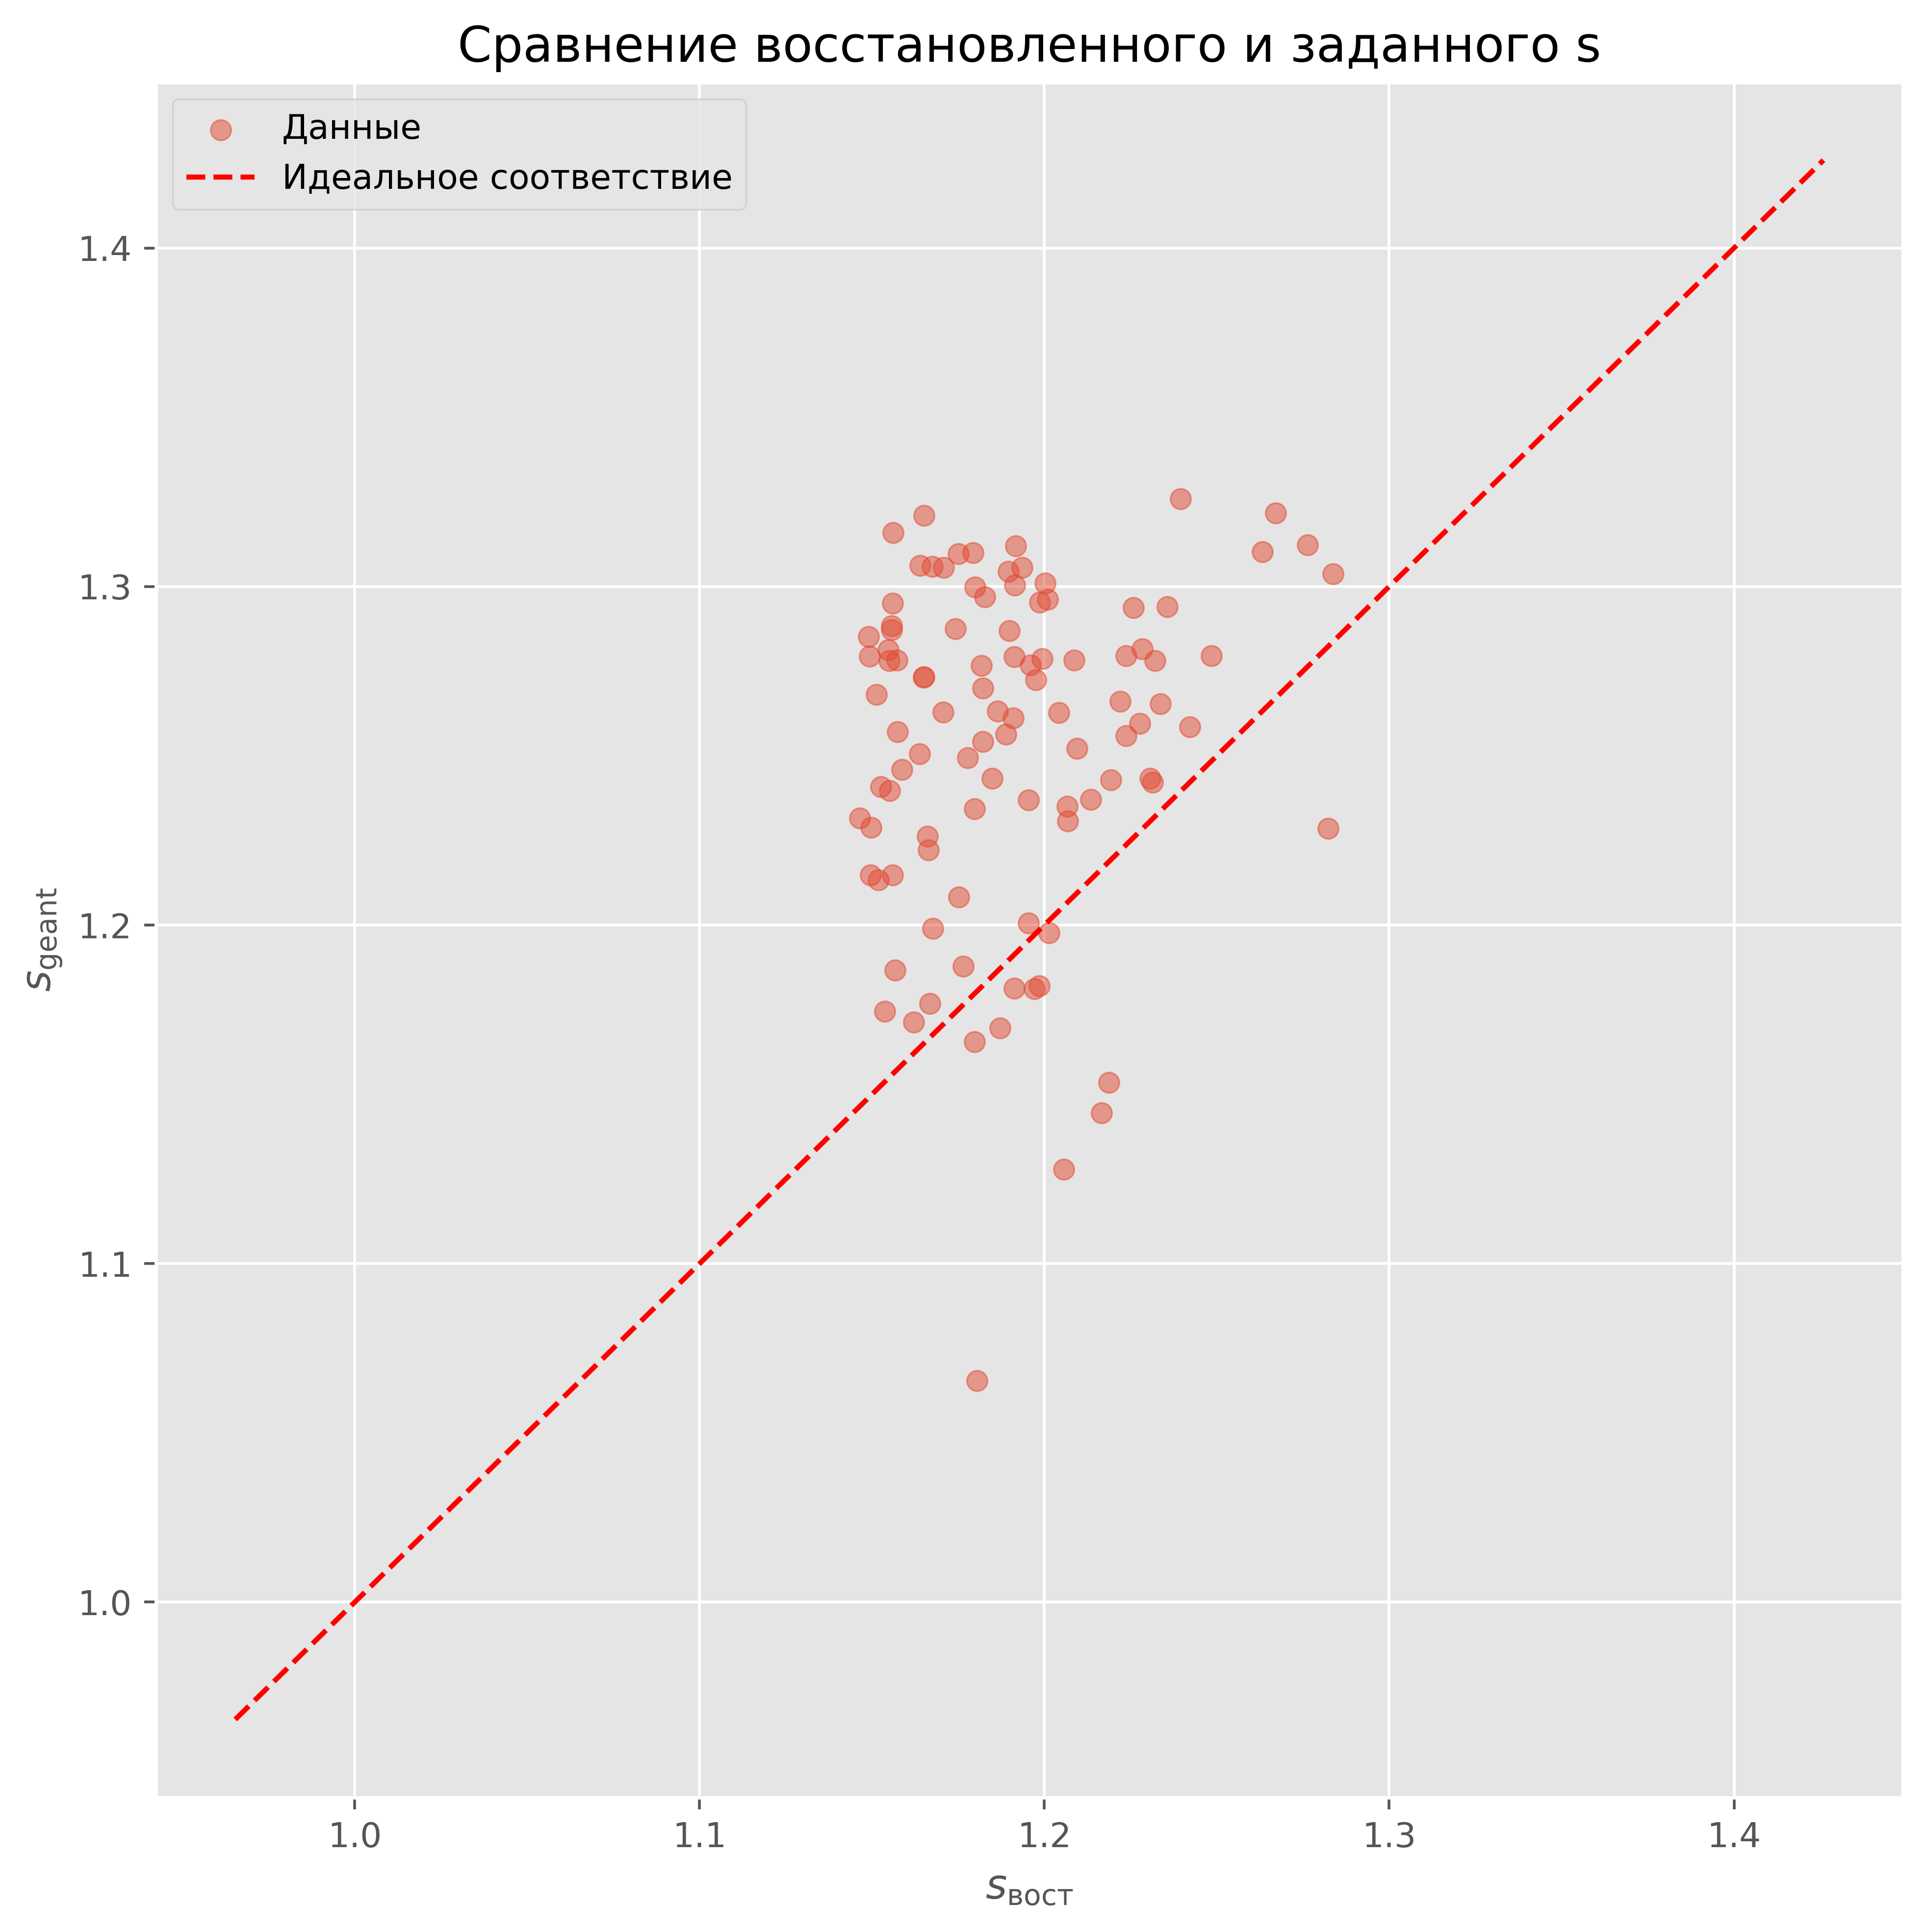 Сравнение восстановленного и заданного s
Данные
Идеальное соответствие
1.4
1.3
1.2
1.1
1.0
s_geant
1.0
1.1
1.2
1.3
1.4
s_вост